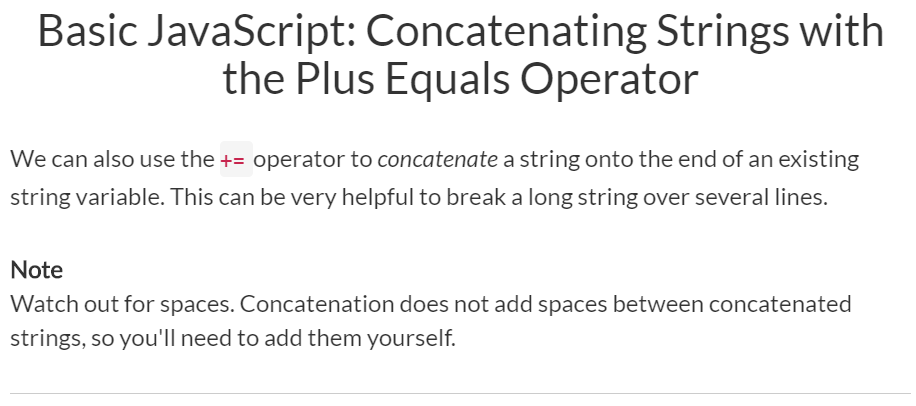 Basic JavaScript: Concatenating Strings with
the Plus Equals Operator
We can also use the += operator to concatenate a string onto the end of an existing
string variable. This can be very helpful to break a long string over several lines.
Note
Watch out for spaces. Concatenation does not add spaces between concatenated
strings, so you'll need to add them yourself.